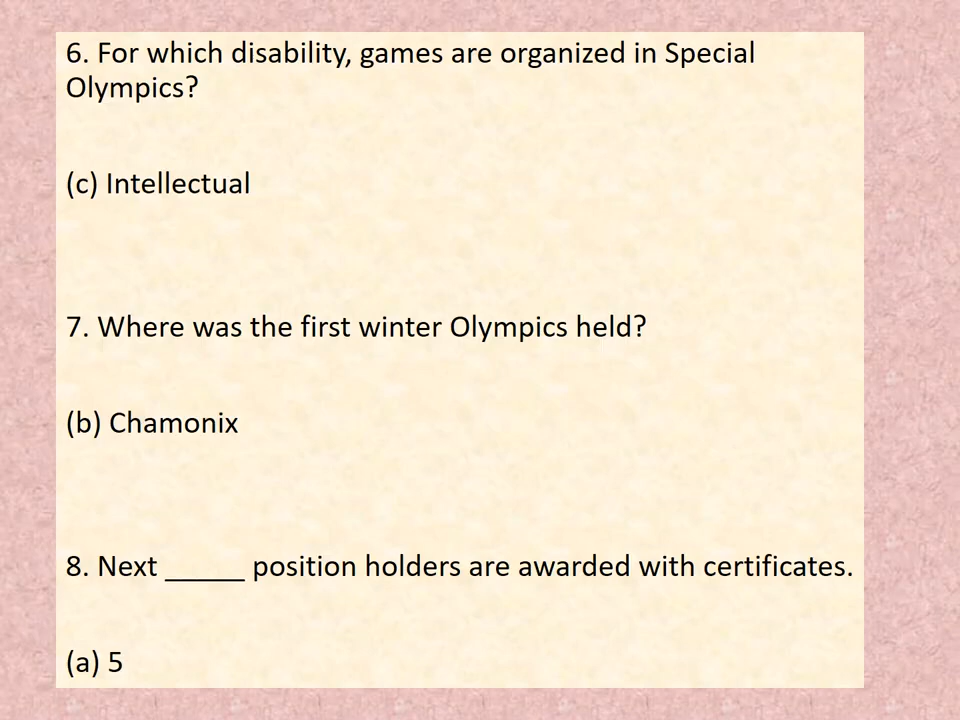 6. For which disability, games are organized in Special
Olympics?
(c) Intellectual
7. Where was the first winter Olympics held?
(b) Chamonix
8. Next _____ position holders are awarded with certificates.
(a) 5